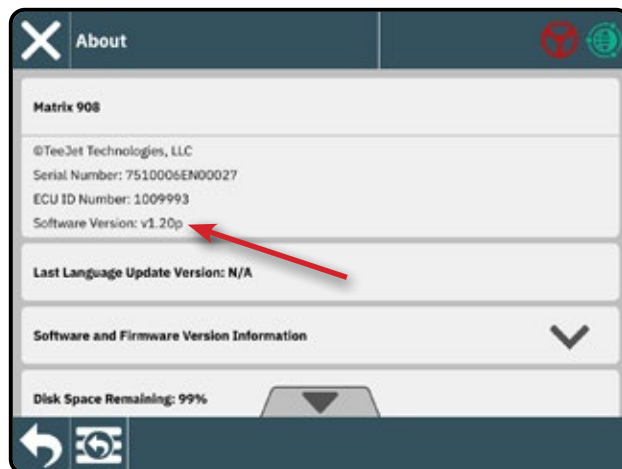 About
Matrix 908
©TeeJet Technologies, LLC
Serial Number: 7510006EN00027
ECU ID Number: 1009993
Software Version: v1.20p
Last Language Update Version: N/A
Software and Firmware Version Information
Disk Space Remaining: 99%